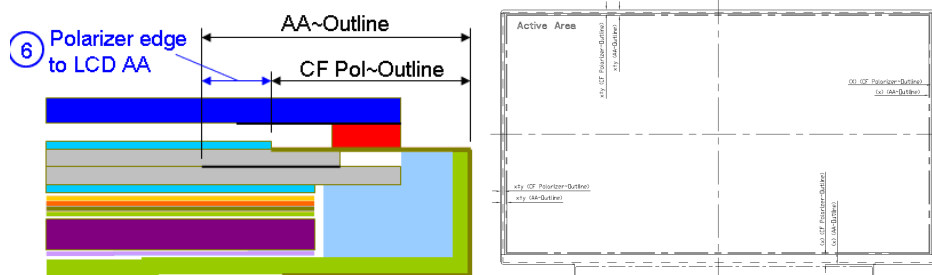 AA~Outline
6
Polarizer edge
to LCD AA
CF Pol~Outline
Active Area
x±y (CF Polarizer-Outline)
x±y (AA-Outline)
(X) (CF Polarizer-Outline)
(x) (AA-Outline)
x±y (CF Polarizer-Outline)
x±y (AA-Outline)
(x) (CF Polarizer-Outline)
(x) (AA-Outline)